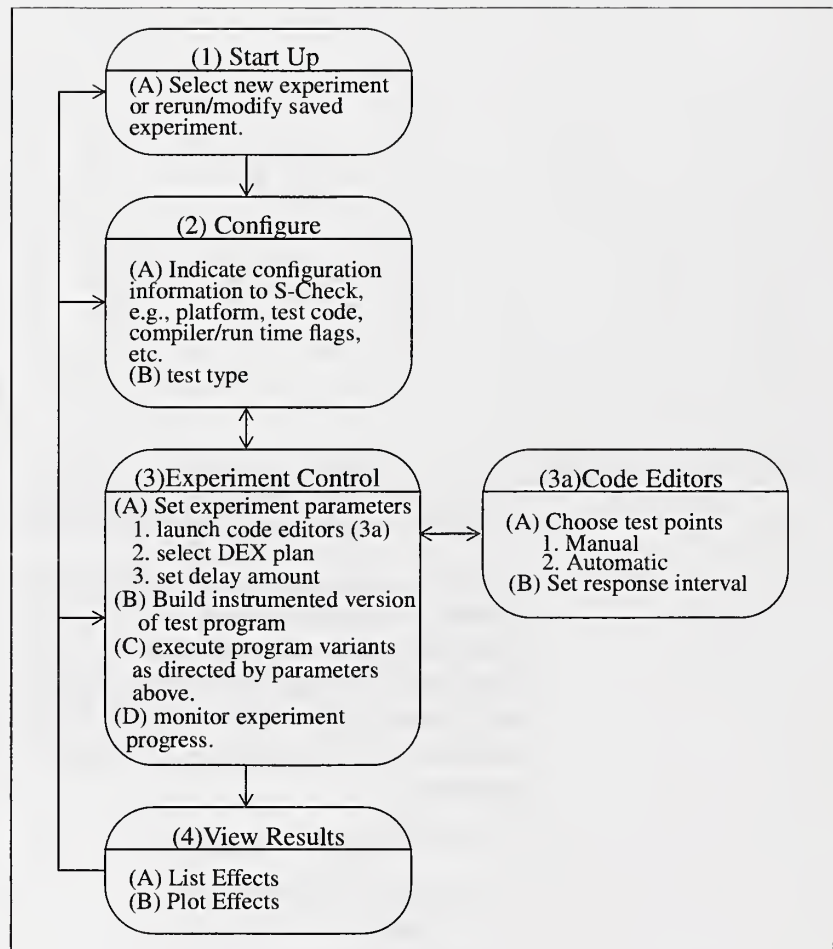 (1) Start Up
(A) Select new experiment
or rerun/modify saved
experiment.
(2) Configure
(A) Indicate configuration
information to S-Check,
e.g., platform, test code,
compiler/run time flags,
etc.
(B) test type
(3)Experiment Control
(A) Set experiment parameters
1. launch code editors (3a)
2. select DEX plan
3. set delay amount
(B) Build instrumented version
of test program
(C) execute program variants
as directed by parameters
above.
(D) monitor experiment
progress.
(3a)Code Editors
(A) Choose test points
1. Manual
2. Automatic
(B) Set response interval
(4)View Results
(A) List Effects
(B) Plot Effects